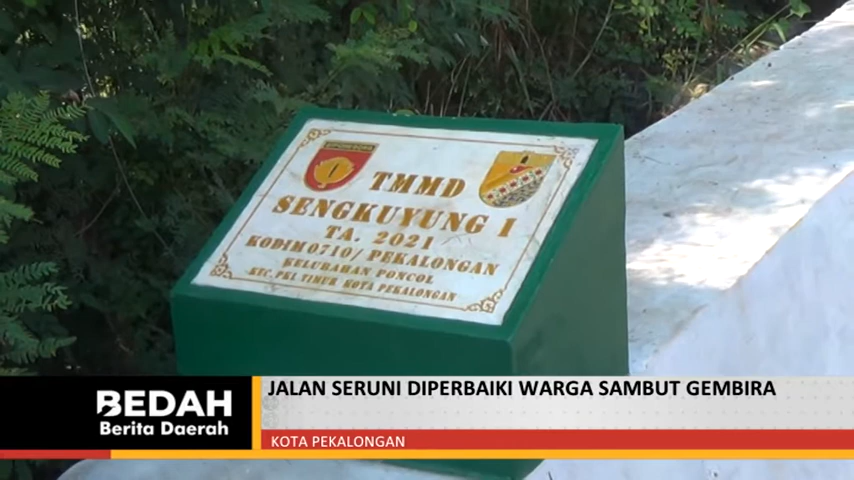 DIPONEGORO
TMMD
SENGKUYUNG I
TA. 2021
KODIM 0710/ PEKALONGAN
KELURAHAN PONCOL
KEC.PKL TIMUR KOTA PEKALONGAN
BEDAH
Berita Daerah
JALAN SERUNI DIPERBAIKI WARGA SAMBUT GEMBIRA
KOTA PEKALONGAN